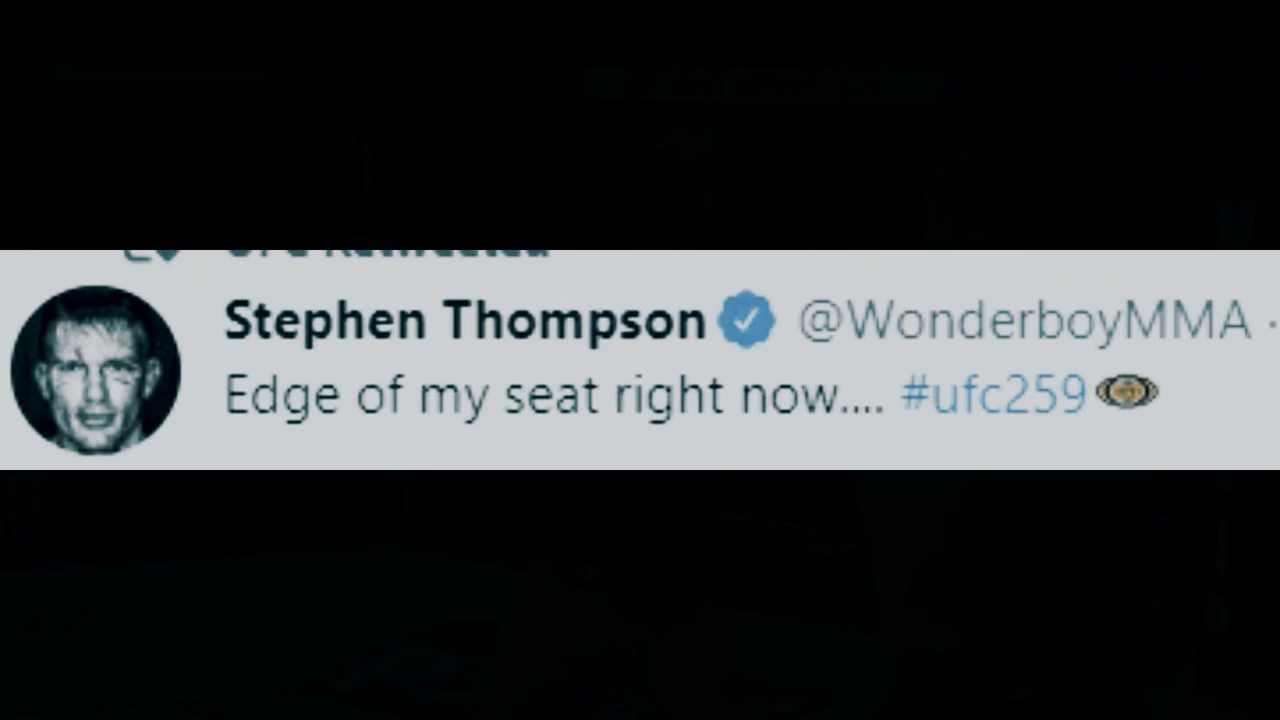 Stephen Thompson @WonderboyMMA ·
Edge of my seat right now.... #ufc259